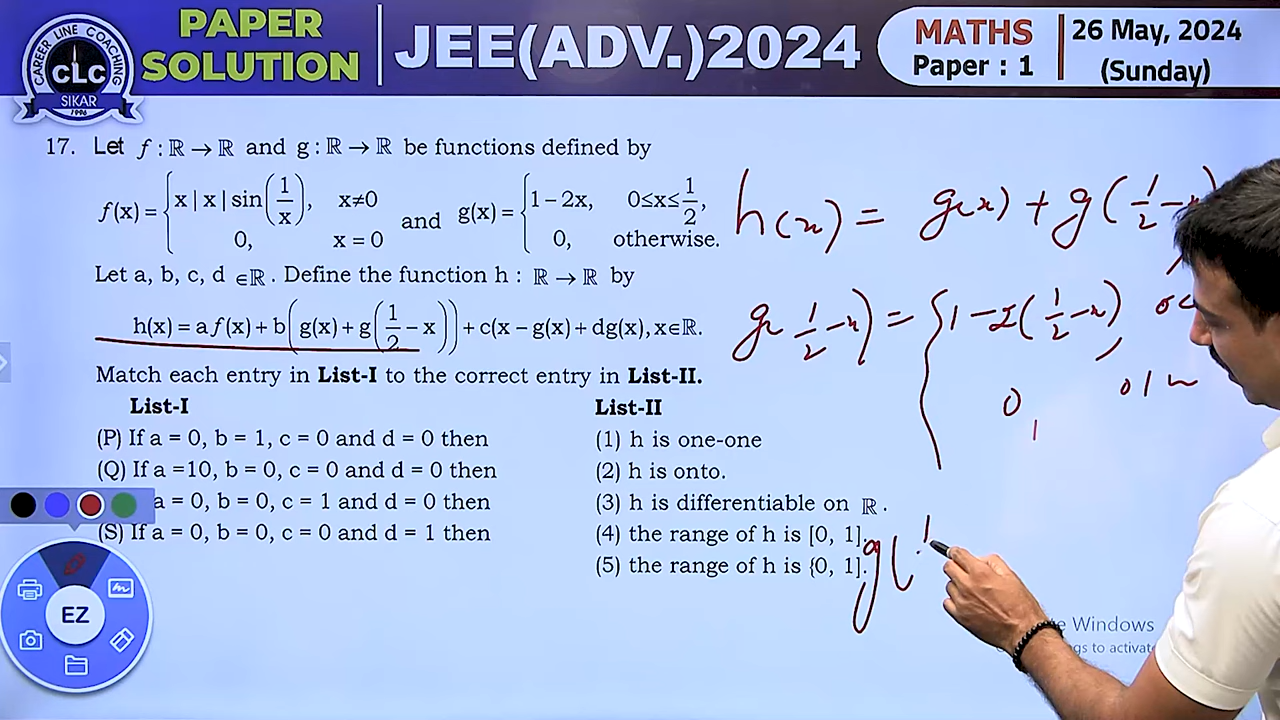 CAREER LINE COACHING
CLC
SIKAR
1996
PAPER
SOLUTION
JEE(ADV.)2024
MATHS
Paper : 1
26 May, 2024
(Sunday)
17. Let f : ℝ → ℝ and g : ℝ → ℝ be functions defined by
f(x) = { x | x | sin(1/x), x≠0
0, x = 0
and g(x) = { 1 – 2x, 0≤x≤1/2,
0, otherwise.
Let a, b, c, d ∈ℝ. Define the function h : ℝ → ℝ by
h(x) = a f(x) + b(g(x) + g(1/2 – x)) + c(x – g(x) + dg(x), x∈ℝ.
Match each entry in List-I to the correct entry in List-II.
List-I
List-II
(P) If a = 0, b = 1, c = 0 and d = 0 then
(1) h is one-one
(Q) If a =10, b = 0, c = 0 and d = 0 then
(2) h is onto.
a = 0, b = 0, c = 1 and d = 0 then
(3) h is differentiable on ℝ.
(S) If a = 0, b = 0, c = 0 and d = 1 then
(4) the range of h is [0, 1].
(5) the range of h is {0, 1].
h(x) = g(x) + g(1/2 –
g( 1/2 – x) = { 1 – 2(1/2 – x),
0,
g( 1
EZ
Windows
gs to activate